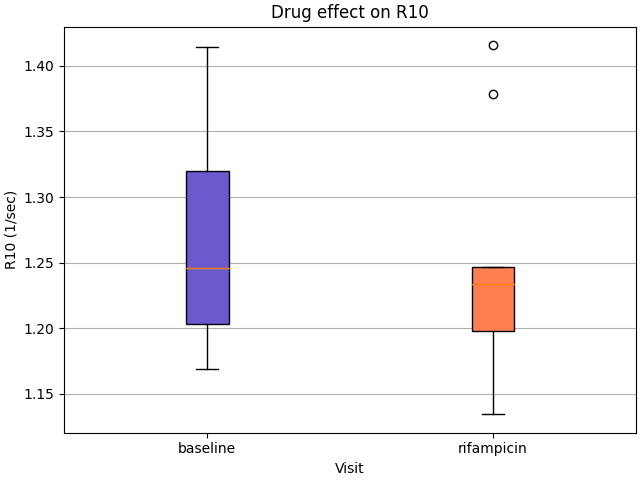 Drug effect on R10
1.40
1.35
1.30
1.25
1.20
1.15
R10 (1/sec)
baseline
rifampicin
Visit